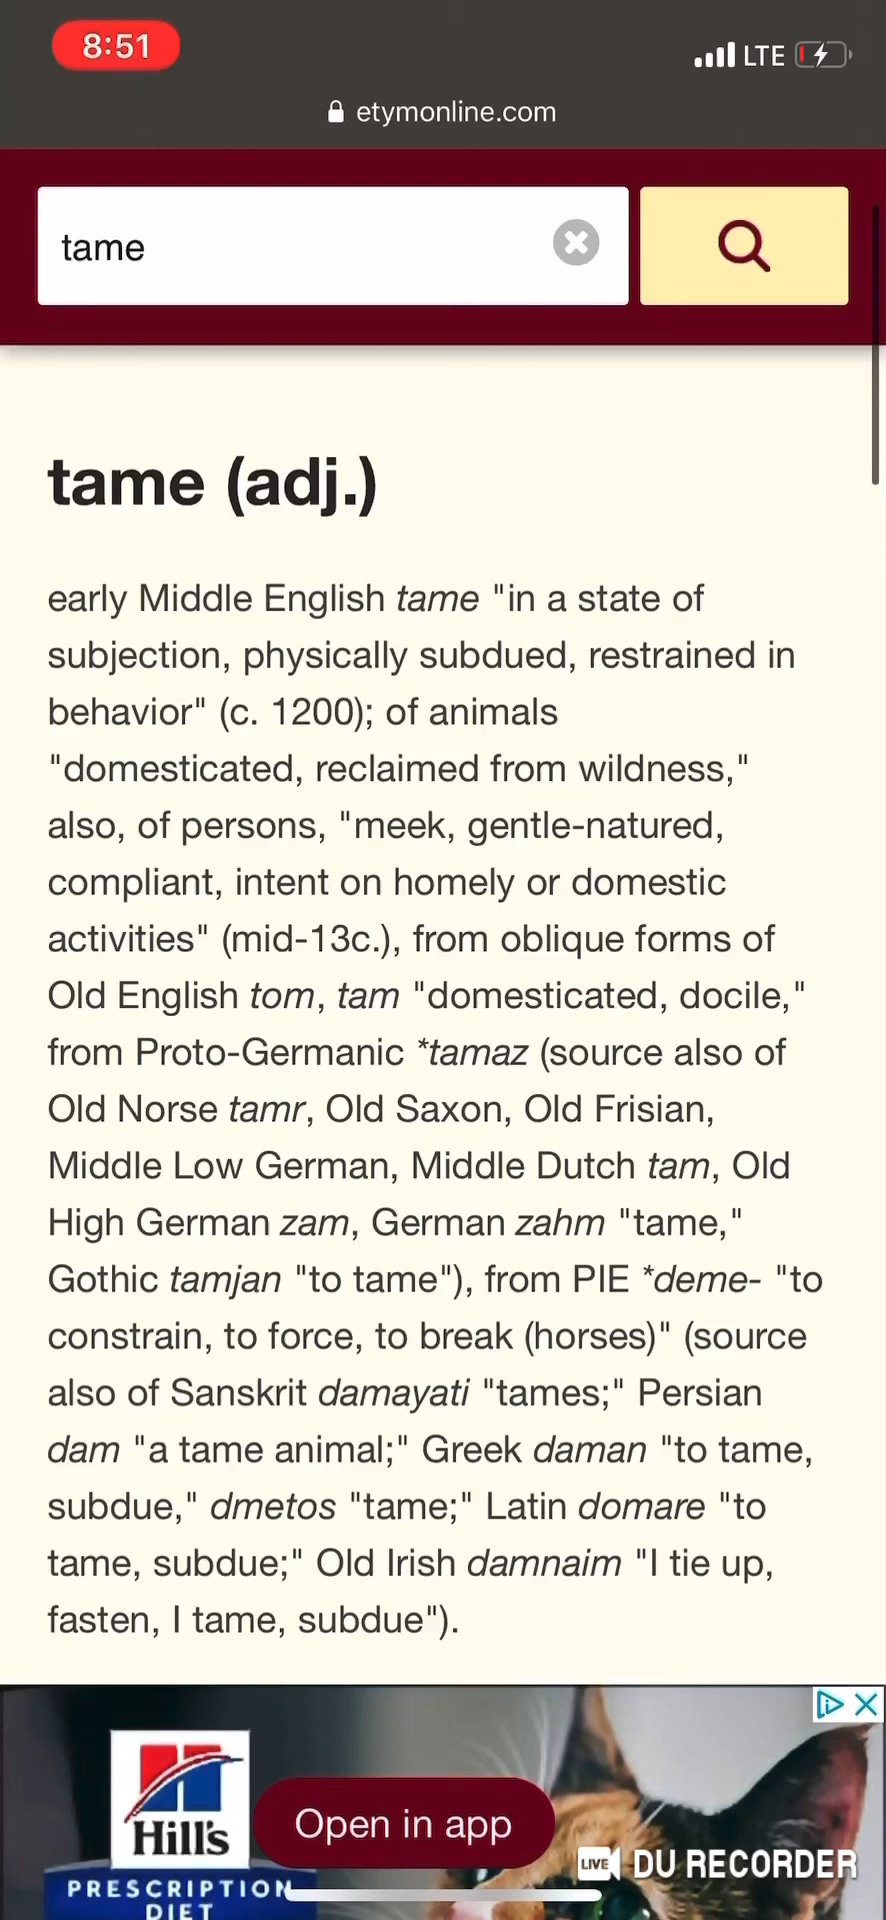 8:51
LTE
etymonline.com
tame
tame (adj.)
early Middle English tame "in a state of
subjection, physically subdued, restrained in
behavior" (c. 1200); of animals
"domesticated, reclaimed from wildness,"
also, of persons, "meek, gentle-natured,
compliant, intent on homely or domestic
activities" (mid-13c.), from oblique forms of
Old English tom, tam "domesticated, docile,"
from Proto-Germanic *tamaz (source also of
Old Norse tamr, Old Saxon, Old Frisian,
Middle Low German, Middle Dutch tam, Old
High German zam, German zahm "tame,"
Gothic tamjan "to tame"), from PIE *deme- "to
constrain, to force, to break (horses)" (source
also of Sanskrit damayati "tames;" Persian
dam "a tame animal;" Greek daman "to tame,
subdue," dmetos "tame;" Latin domare "to
tame, subdue;" Old Irish damnaim "I tie up,
fasten, I tame, subdue").
Hill's
Open in app
LIVE DU RECORDER
PRESCRIPTION
DIET